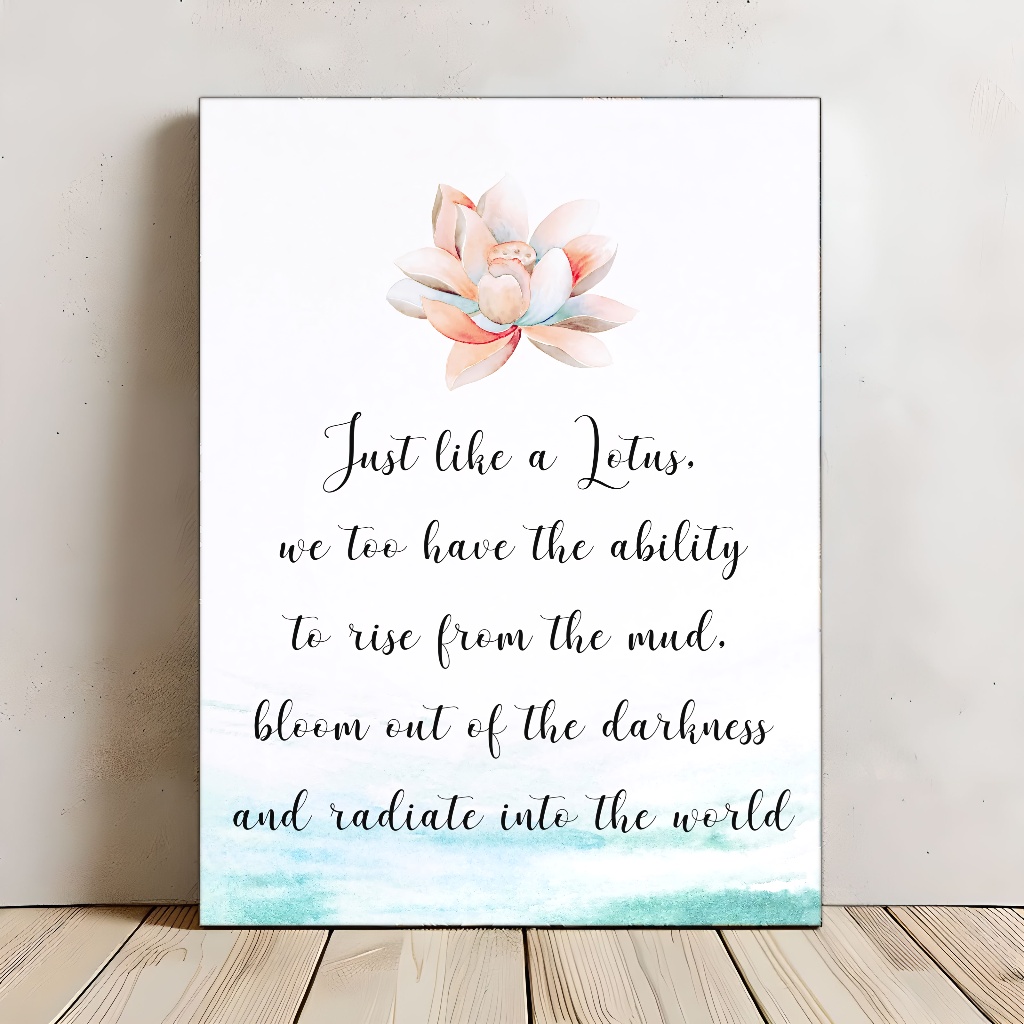 Just like a Lotus,
we too have the ability
to rise from the mud,
bloom out of the darkness
and radiate into the world